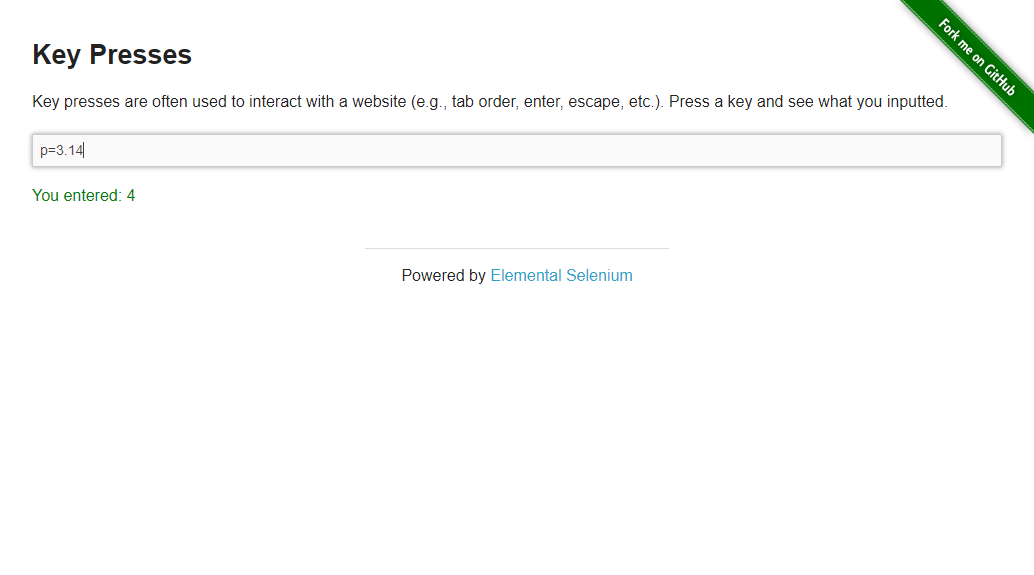 Fork me on GitHub
Key Presses
Key presses are often used to interact with a website (e.g., tab order, enter, escape, etc.). Press a key and see what you inputted.
p=3.14
You entered: 4
Powered by Elemental Selenium